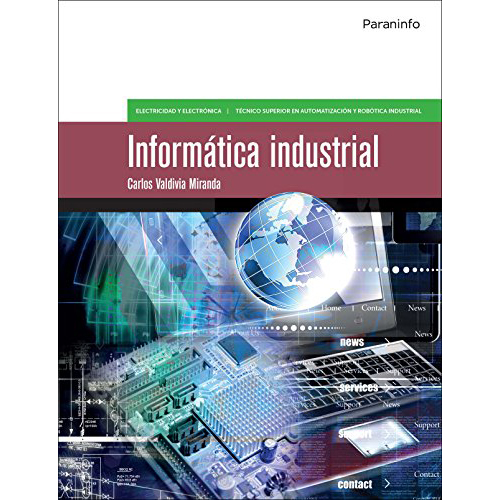 Paraninfo
ELECTRICIDAD Y ELECTRÓNICA | TÉCNICO SUPERIOR EN AUTOMATIZACIÓN Y ROBÓTICA INDUSTRIAL
Informática industrial
Carlos Valdivia Miranda
Home | About | Contact | News
news
News
services
Support
support
Support
contact
Contact